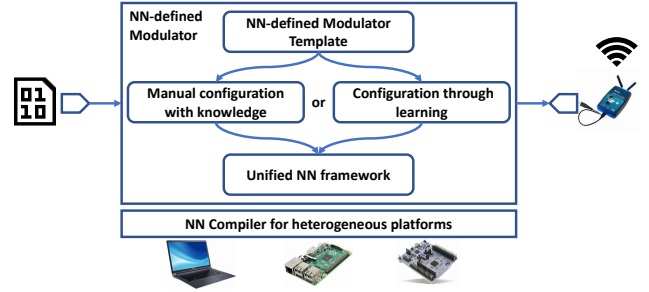 NN-defined
Modulator
NN-defined Modulator
Template
Manual configuration
with knowledge
or
Configuration through
learning
Unified NN framework
NN Compiler for heterogeneous platforms
01
10